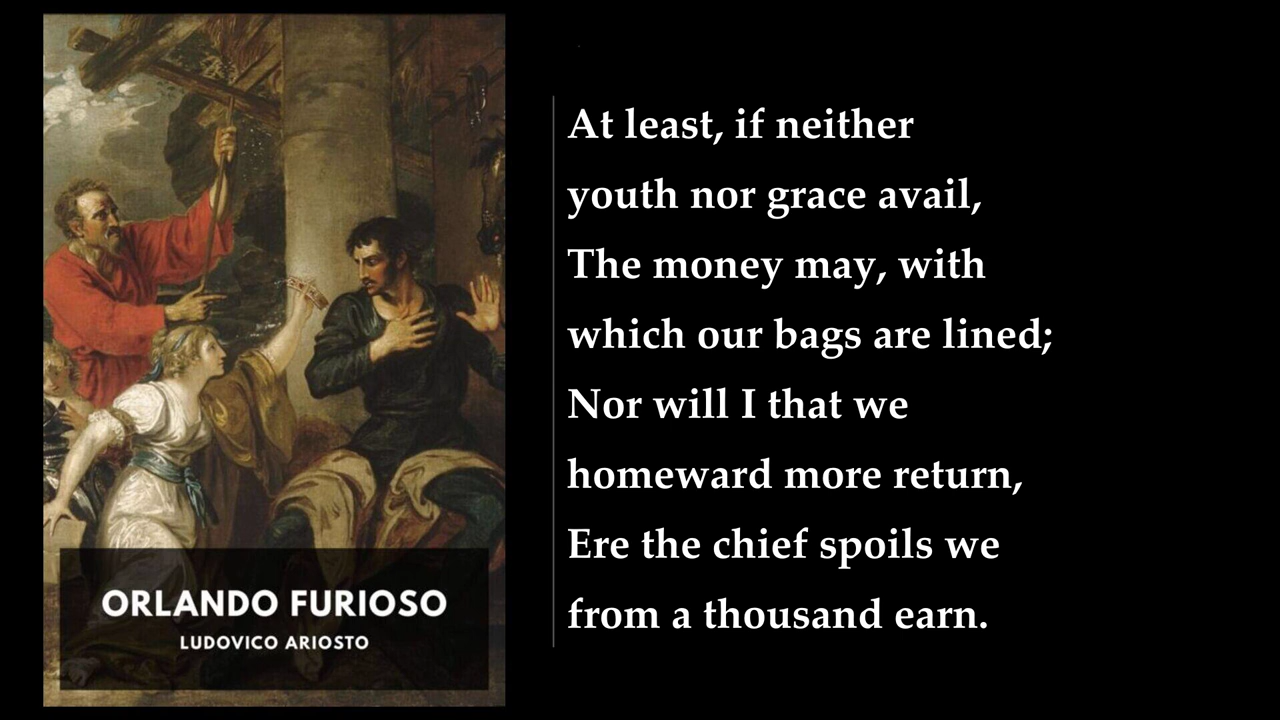 ORLANDO FURIOSO
LUDOVICO ARIOSTO
At least, if neither
youth nor grace avail,
The money may, with
which our bags are lined;
Nor will I that we
homeward more return,
Ere the chief spoils we
from a thousand earn.